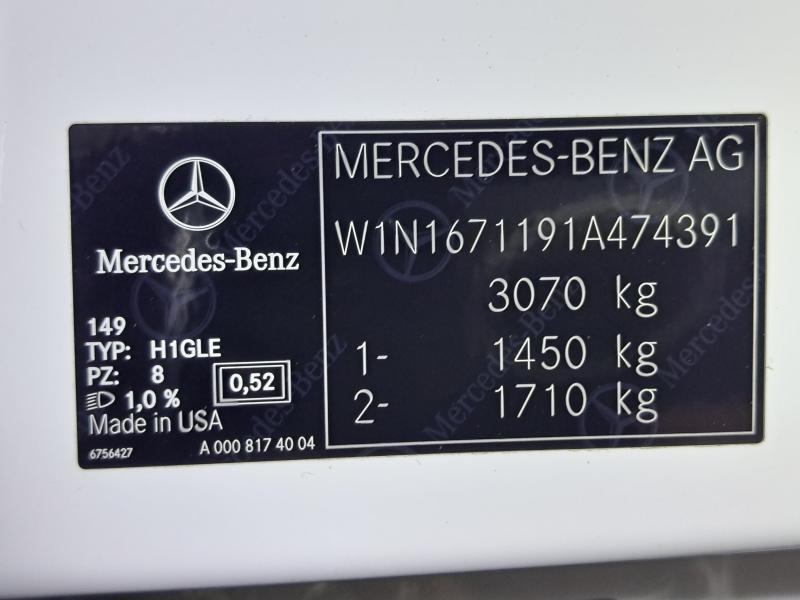 Mercedes-Benz
149
TYP: H1GLE
PZ: 8
0,52
1,0 %
Made in USA
6756427
A 000 817 40 04
MERCEDES-BENZ AG
W1N1671191A474391
3070 kg
1- 1450 kg
2- 1710 kg